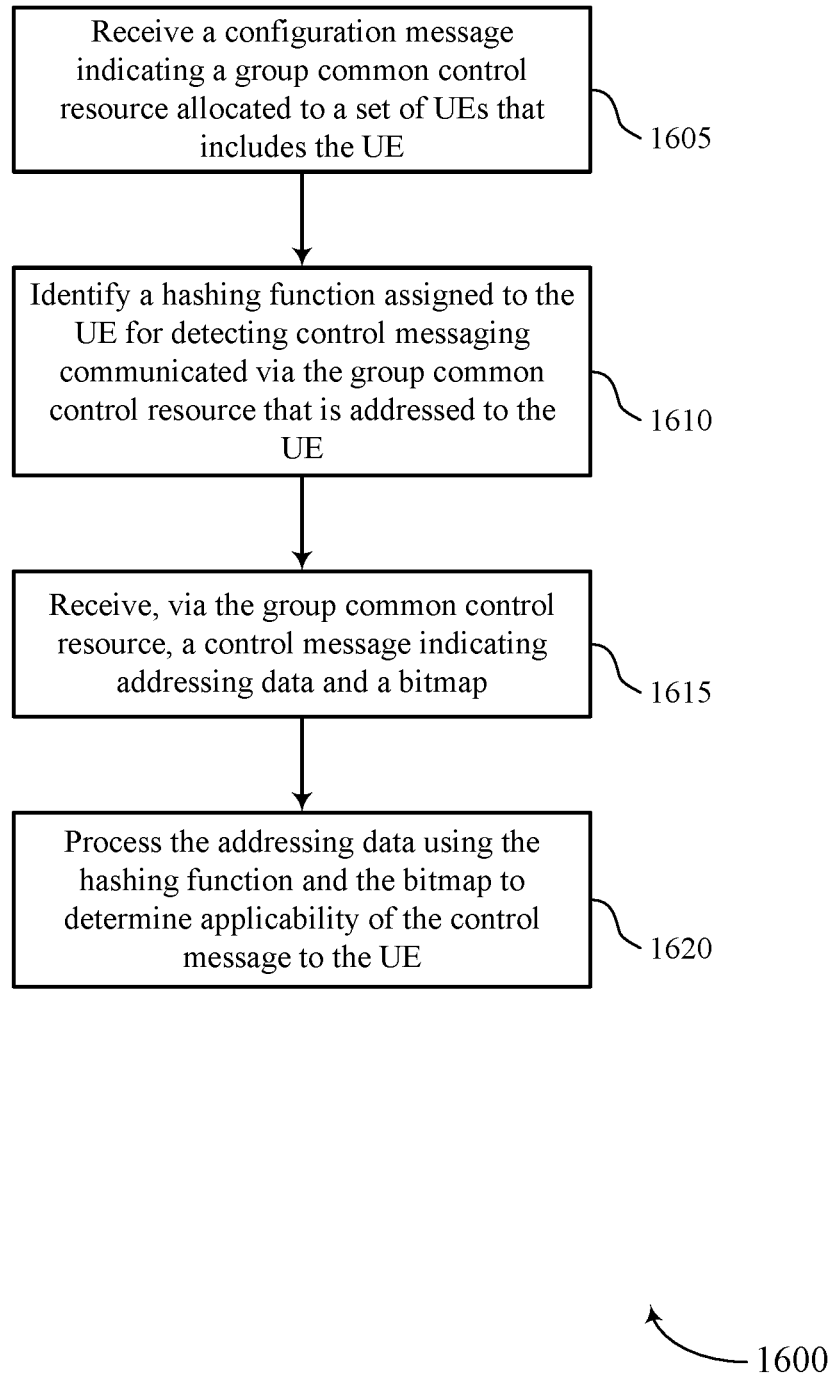 Receive a configuration message
indicating a group common control
resource allocated to a set of UEs that
includes the UE
1605
Identify a hashing function assigned to the
UE for detecting control messaging
communicated via the group common
control resource that is addressed to the
UE
1610
Receive, via the group common control
resource, a control message indicating
addressing data and a bitmap
1615
Process the addressing data using the
hashing function and the bitmap to
determine applicability of the control
message to the UE
1620
1600